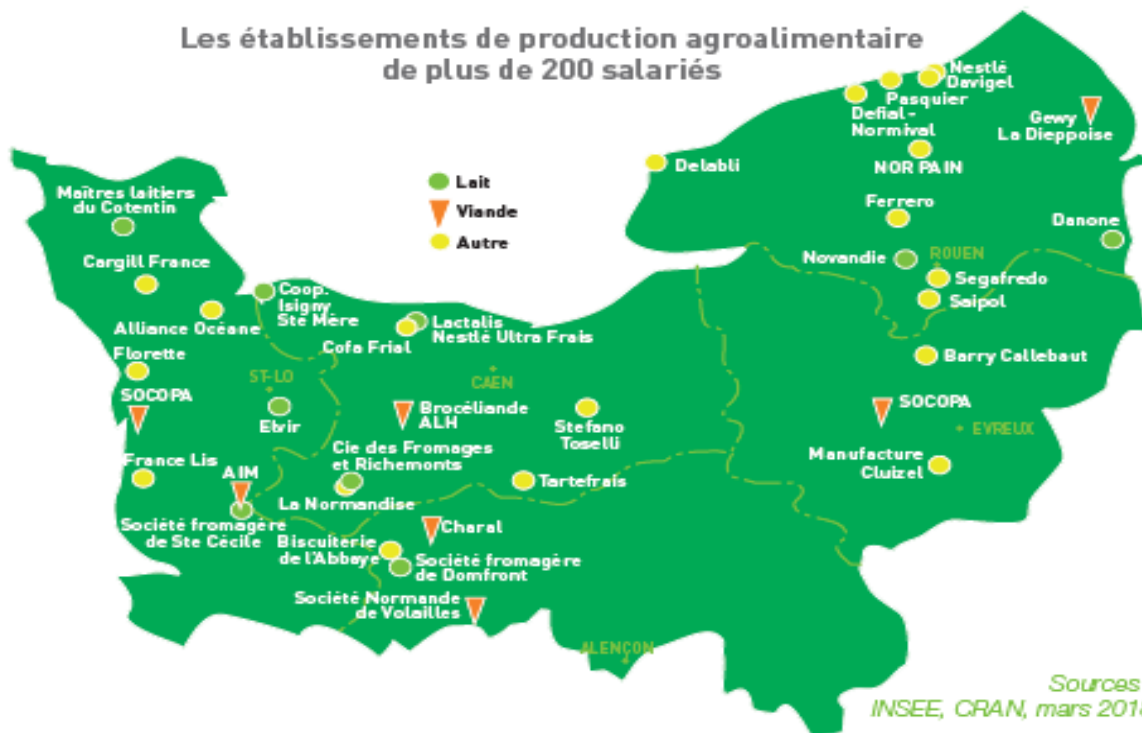 Les établissements de production agroalimentaire
de plus de 200 salariés
Lait
Viande
Autre
Nestlé
Davigel
Pasquier
Defial-
Normival
Gewy
La Dieppoise
NOR PAIN
Delabli
Ferrero
Danone
Novandie
ROUEN
Segafredo
Saipol
Barry Callebaut
SOCOPA
EVREUX
Manufacture
Cluizel
Maîtres laitiers
du Cotentin
Cargill France
Alliance Océane
Coop.
Isigny
Ste Mère
Lactalis
Nestlé Ultra Frais
Cofa Frial
Florette
ST-LO
CAEN
SOCOPA
Elvir
Brocéliande
ALH
Stefano
Toselli
France Lis
AIM
Cie des Fromages
et Richemonts
La Normandise
Tartefrais
Société fromagère
de Ste Cécile
Charal
Biscuiterie
de l'Abbaye
Société fromagère
de Domfront
Société Normande
de Volailles
ALENÇON
Sources
INSEE, CRAN, mars 2018